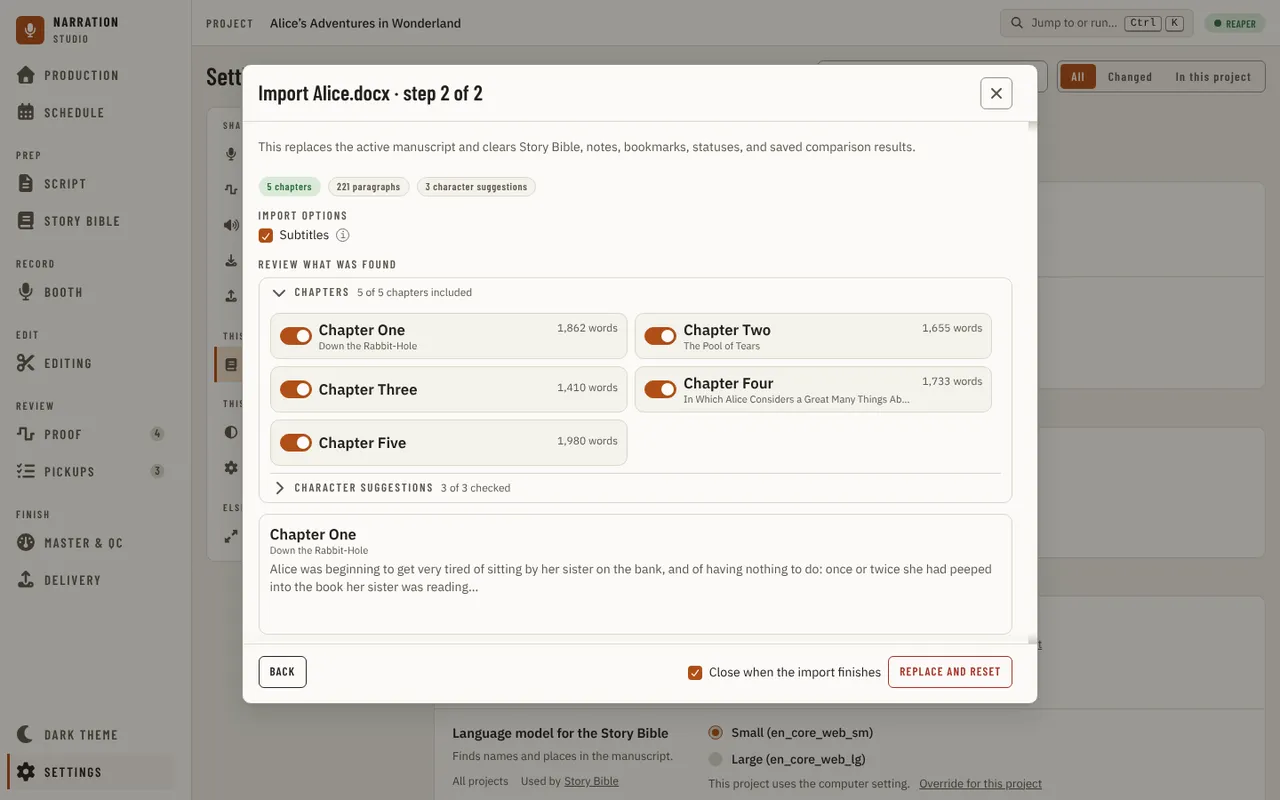 NARRATION
STUDIO
PRODUCTION
SCHEDULE
PREP
SCRIPT
STORY BIBLE
RECORD
BOOTH
EDIT
EDITING
REVIEW
PROOF 4
PICKUPS 3
FINISH
MASTER & QC
DELIVERY
DARK THEME
SETTINGS
PROJECT Alice's Adventures in Wonderland
Jump to or run... Ctrl K
REAPER
Sett
All Changed In this project
SHA
THIS
THIS
ELS
Import Alice.docx · step 2 of 2
This replaces the active manuscript and clears Story Bible, notes, bookmarks, statuses, and saved comparison results.
5 chapters 221 paragraphs 3 character suggestions
IMPORT OPTIONS
Subtitles
REVIEW WHAT WAS FOUND
CHAPTERS 5 of 5 chapters included
Chapter One 1,862 words
Down the Rabbit-Hole
Chapter Two 1,655 words
The Pool of Tears
Chapter Three 1,410 words
Chapter Four 1,733 words
In Which Alice Considers a Great Many Things Ab...
Chapter Five 1,980 words
CHARACTER SUGGESTIONS 3 of 3 checked
Chapter One
Down the Rabbit-Hole
Alice was beginning to get very tired of sitting by her sister on the bank, and of having nothing to do: once or twice she had peeped
into the book her sister was reading...
BACK
Close when the import finishes
REPLACE AND RESET
Language model for the Story Bible
Finds names and places in the manuscript.
All projects Used by Story Bible
Small (en_core_web_sm)
Large (en_core_web_lg)
This project uses the computer setting. Override for this project